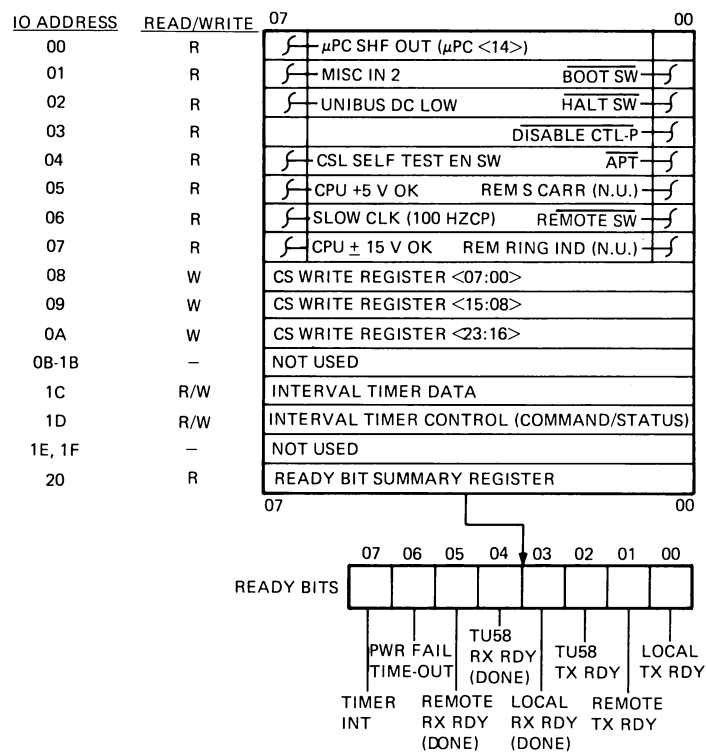 IO ADDRESS READ/WRITE 07 00
00 R μPC SHF OUT (μPC <14>)
01 R MISC IN 2 BOOT SW
02 R UNIBUS DC LOW HALT SW
03 R DISABLE CTL-P
04 R CSL SELF TEST EN SW APT
05 R CPU +5 V OK REM S CARR (N.U.)
06 R SLOW CLK (100 HZCP) REMOTE SW
07 R CPU ± 15 V OK REM RING IND (N.U.)
08 W CS WRITE REGISTER <07:00>
09 W CS WRITE REGISTER <15:08>
0A W CS WRITE REGISTER <23:16>
0B-1B – NOT USED
1C R/W INTERVAL TIMER DATA
1D R/W INTERVAL TIMER CONTROL (COMMAND/STATUS)
1E, 1F – NOT USED
20 R READY BIT SUMMARY REGISTER
07 00
07 06 05 04 03 02 01 00
READY BITS
TIMER
INT
PWR FAIL
TIME-OUT
REMOTE
RX RDY
(DONE)
TU58
RX RDY
(DONE)
LOCAL
RX RDY
(DONE)
TU58
TX RDY
REMOTE
TX RDY
LOCAL
TX RDY